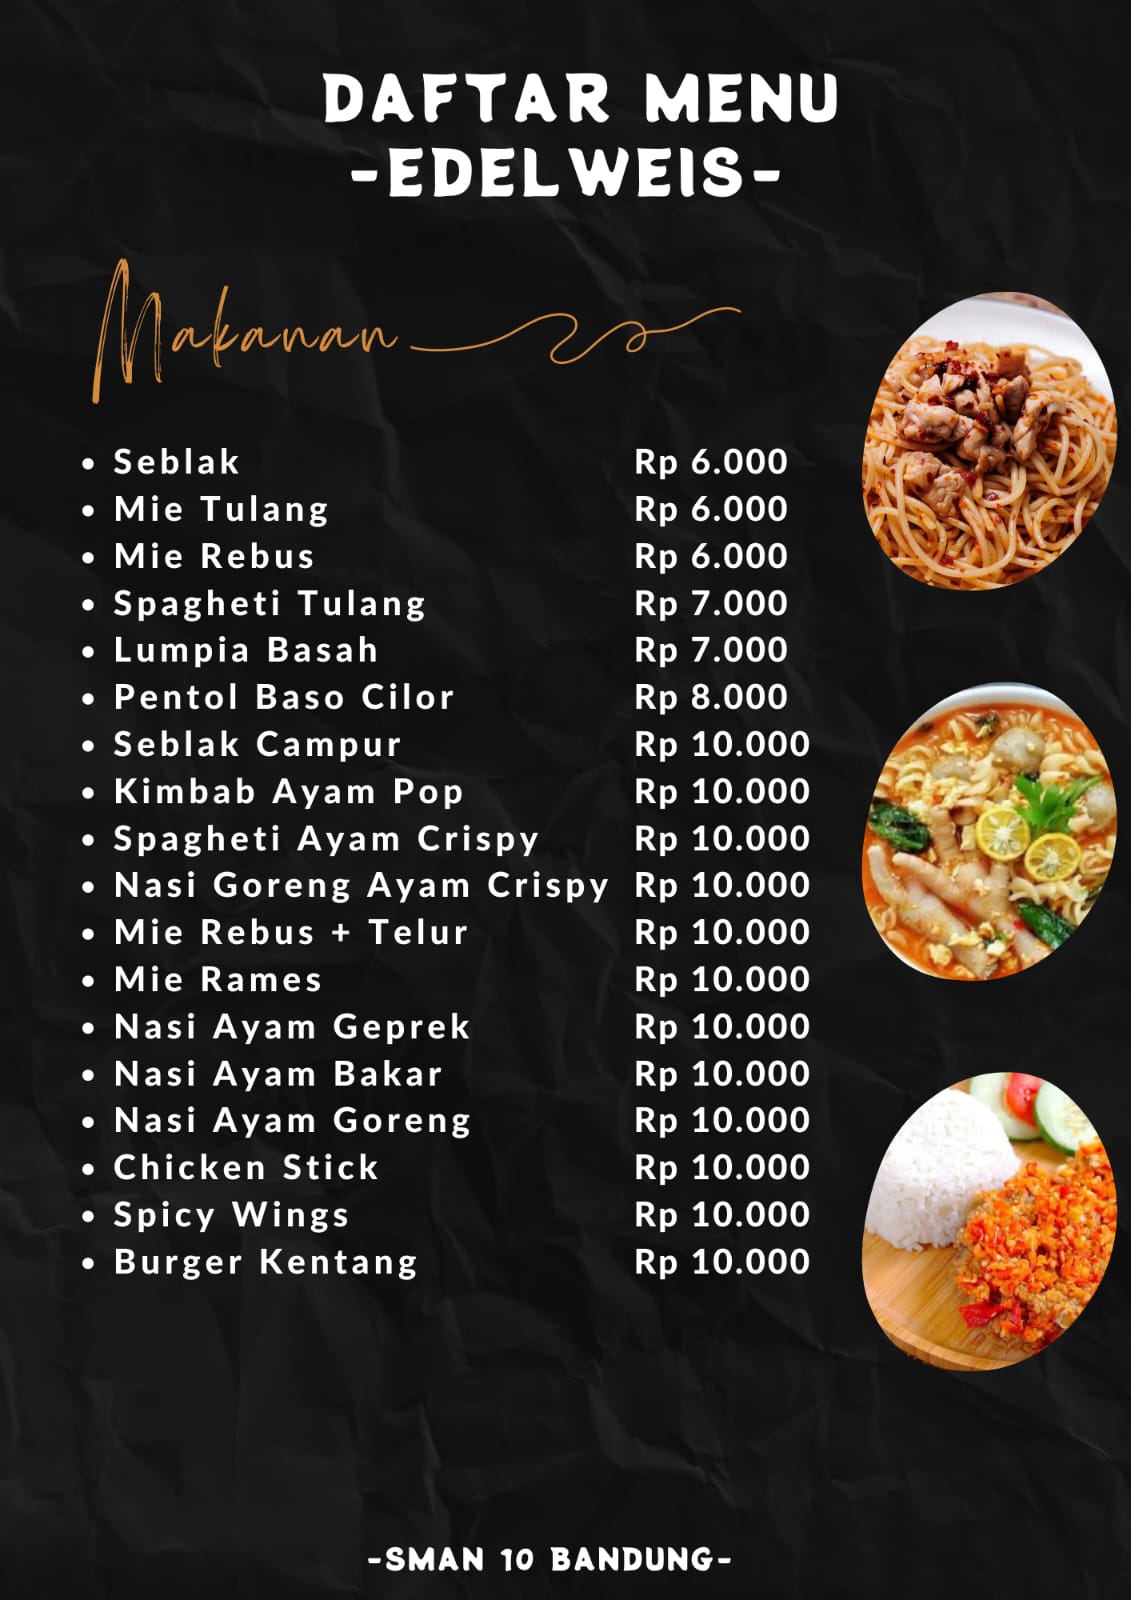 DAFTAR MENU
-EDELWEIS-
Makanan
• Seblak Rp 6.000
• Mie Tulang Rp 6.000
• Mie Rebus Rp 6.000
• Spagheti Tulang Rp 7.000
• Lumpia Basah Rp 7.000
• Pentol Baso Cilor Rp 8.000
• Seblak Campur Rp 10.000
• Kimbab Ayam Pop Rp 10.000
• Spagheti Ayam Crispy Rp 10.000
• Nasi Goreng Ayam Crispy Rp 10.000
• Mie Rebus + Telur Rp 10.000
• Mie Rames Rp 10.000
• Nasi Ayam Geprek Rp 10.000
• Nasi Ayam Bakar Rp 10.000
• Nasi Ayam Goreng Rp 10.000
• Chicken Stick Rp 10.000
• Spicy Wings Rp 10.000
• Burger Kentang Rp 10.000
-SMAN 10 BANDUNG-